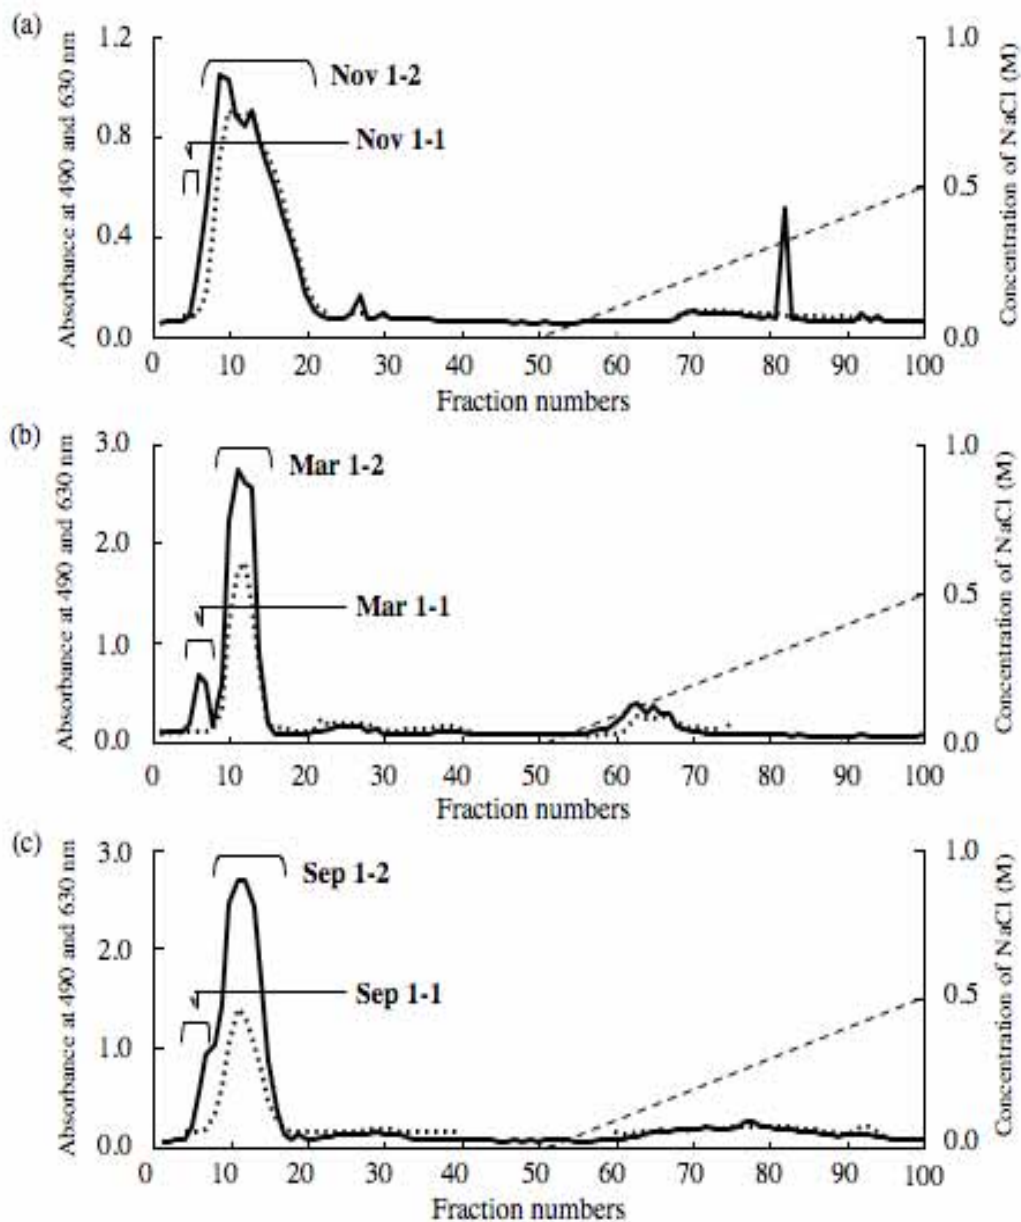 (a)
Absorbance at 490 and 630 nm
1.2
0.8
0.4
0.0
Nov 1-2
Nov 1-1
1.0
0.5
0.0
Concentration of NaCl (M)
0 10 20 30 40 50 60 70 80 90 100
Fraction numbers
(b)
Absorbance at 490 and 630 nm
3.0
2.0
1.0
0.0
Mar 1-2
Mar 1-1
1.0
0.5
0.0
Concentration of NaCl (M)
0 10 20 30 40 50 60 70 80 90 100
Fraction numbers
(c)
Absorbance at 490 and 630 nm
3.0
2.0
1.0
0.0
Sep 1-2
Sep 1-1
1.0
0.5
0.0
Concentration of NaCl (M)
0 10 20 30 40 50 60 70 80 90 100
Fraction numbers